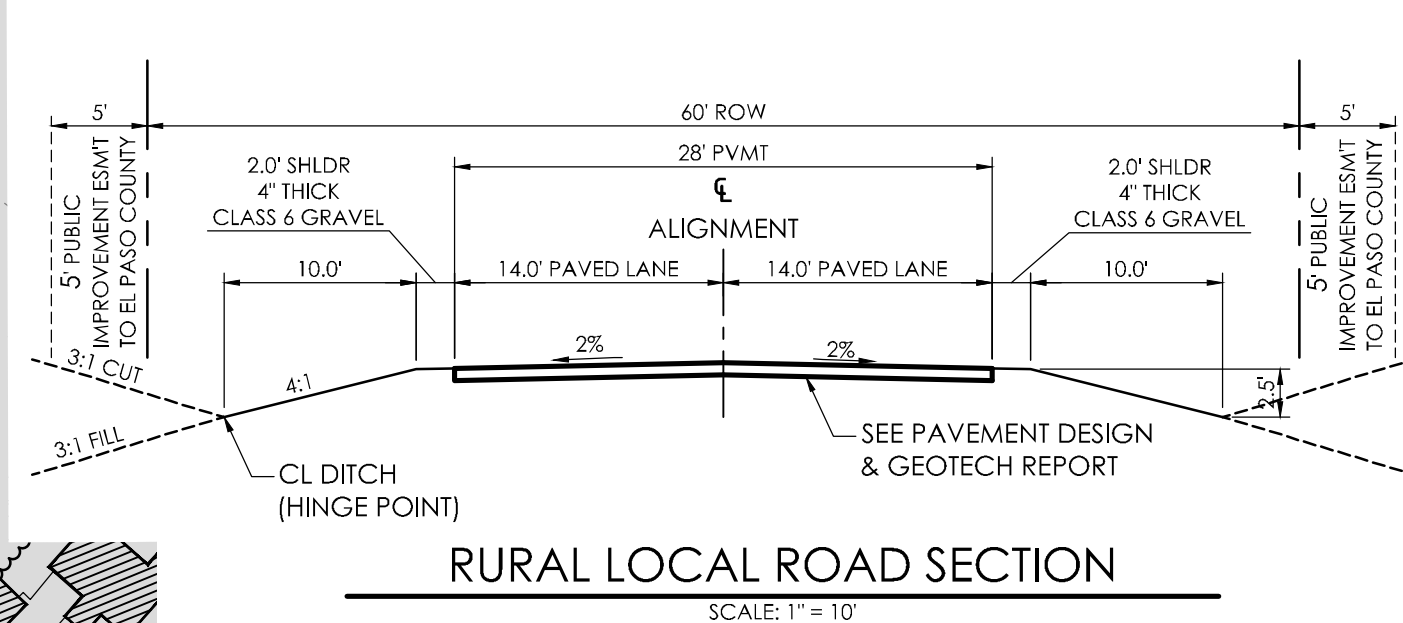 5'
60' ROW
5'
28' PVMT
5' PUBLIC
IMPROVEMENT ESM'T
TO EL PASO COUNTY
2.0' SHLDR
4" THICK
CLASS 6 GRAVEL
℄
ALIGNMENT
2.0' SHLDR
4" THICK
CLASS 6 GRAVEL
5' PUBLIC
IMPROVEMENT ESM'T
TO EL PASO COUNTY
10.0'
14.0' PAVED LANE
14.0' PAVED LANE
10.0'
3:1 CUT
4:1
2%
2%
2.5'
3:1 FILL
CL DITCH
(HINGE POINT)
SEE PAVEMENT DESIGN
& GEOTECH REPORT
RURAL LOCAL ROAD SECTION
SCALE: 1" = 10'